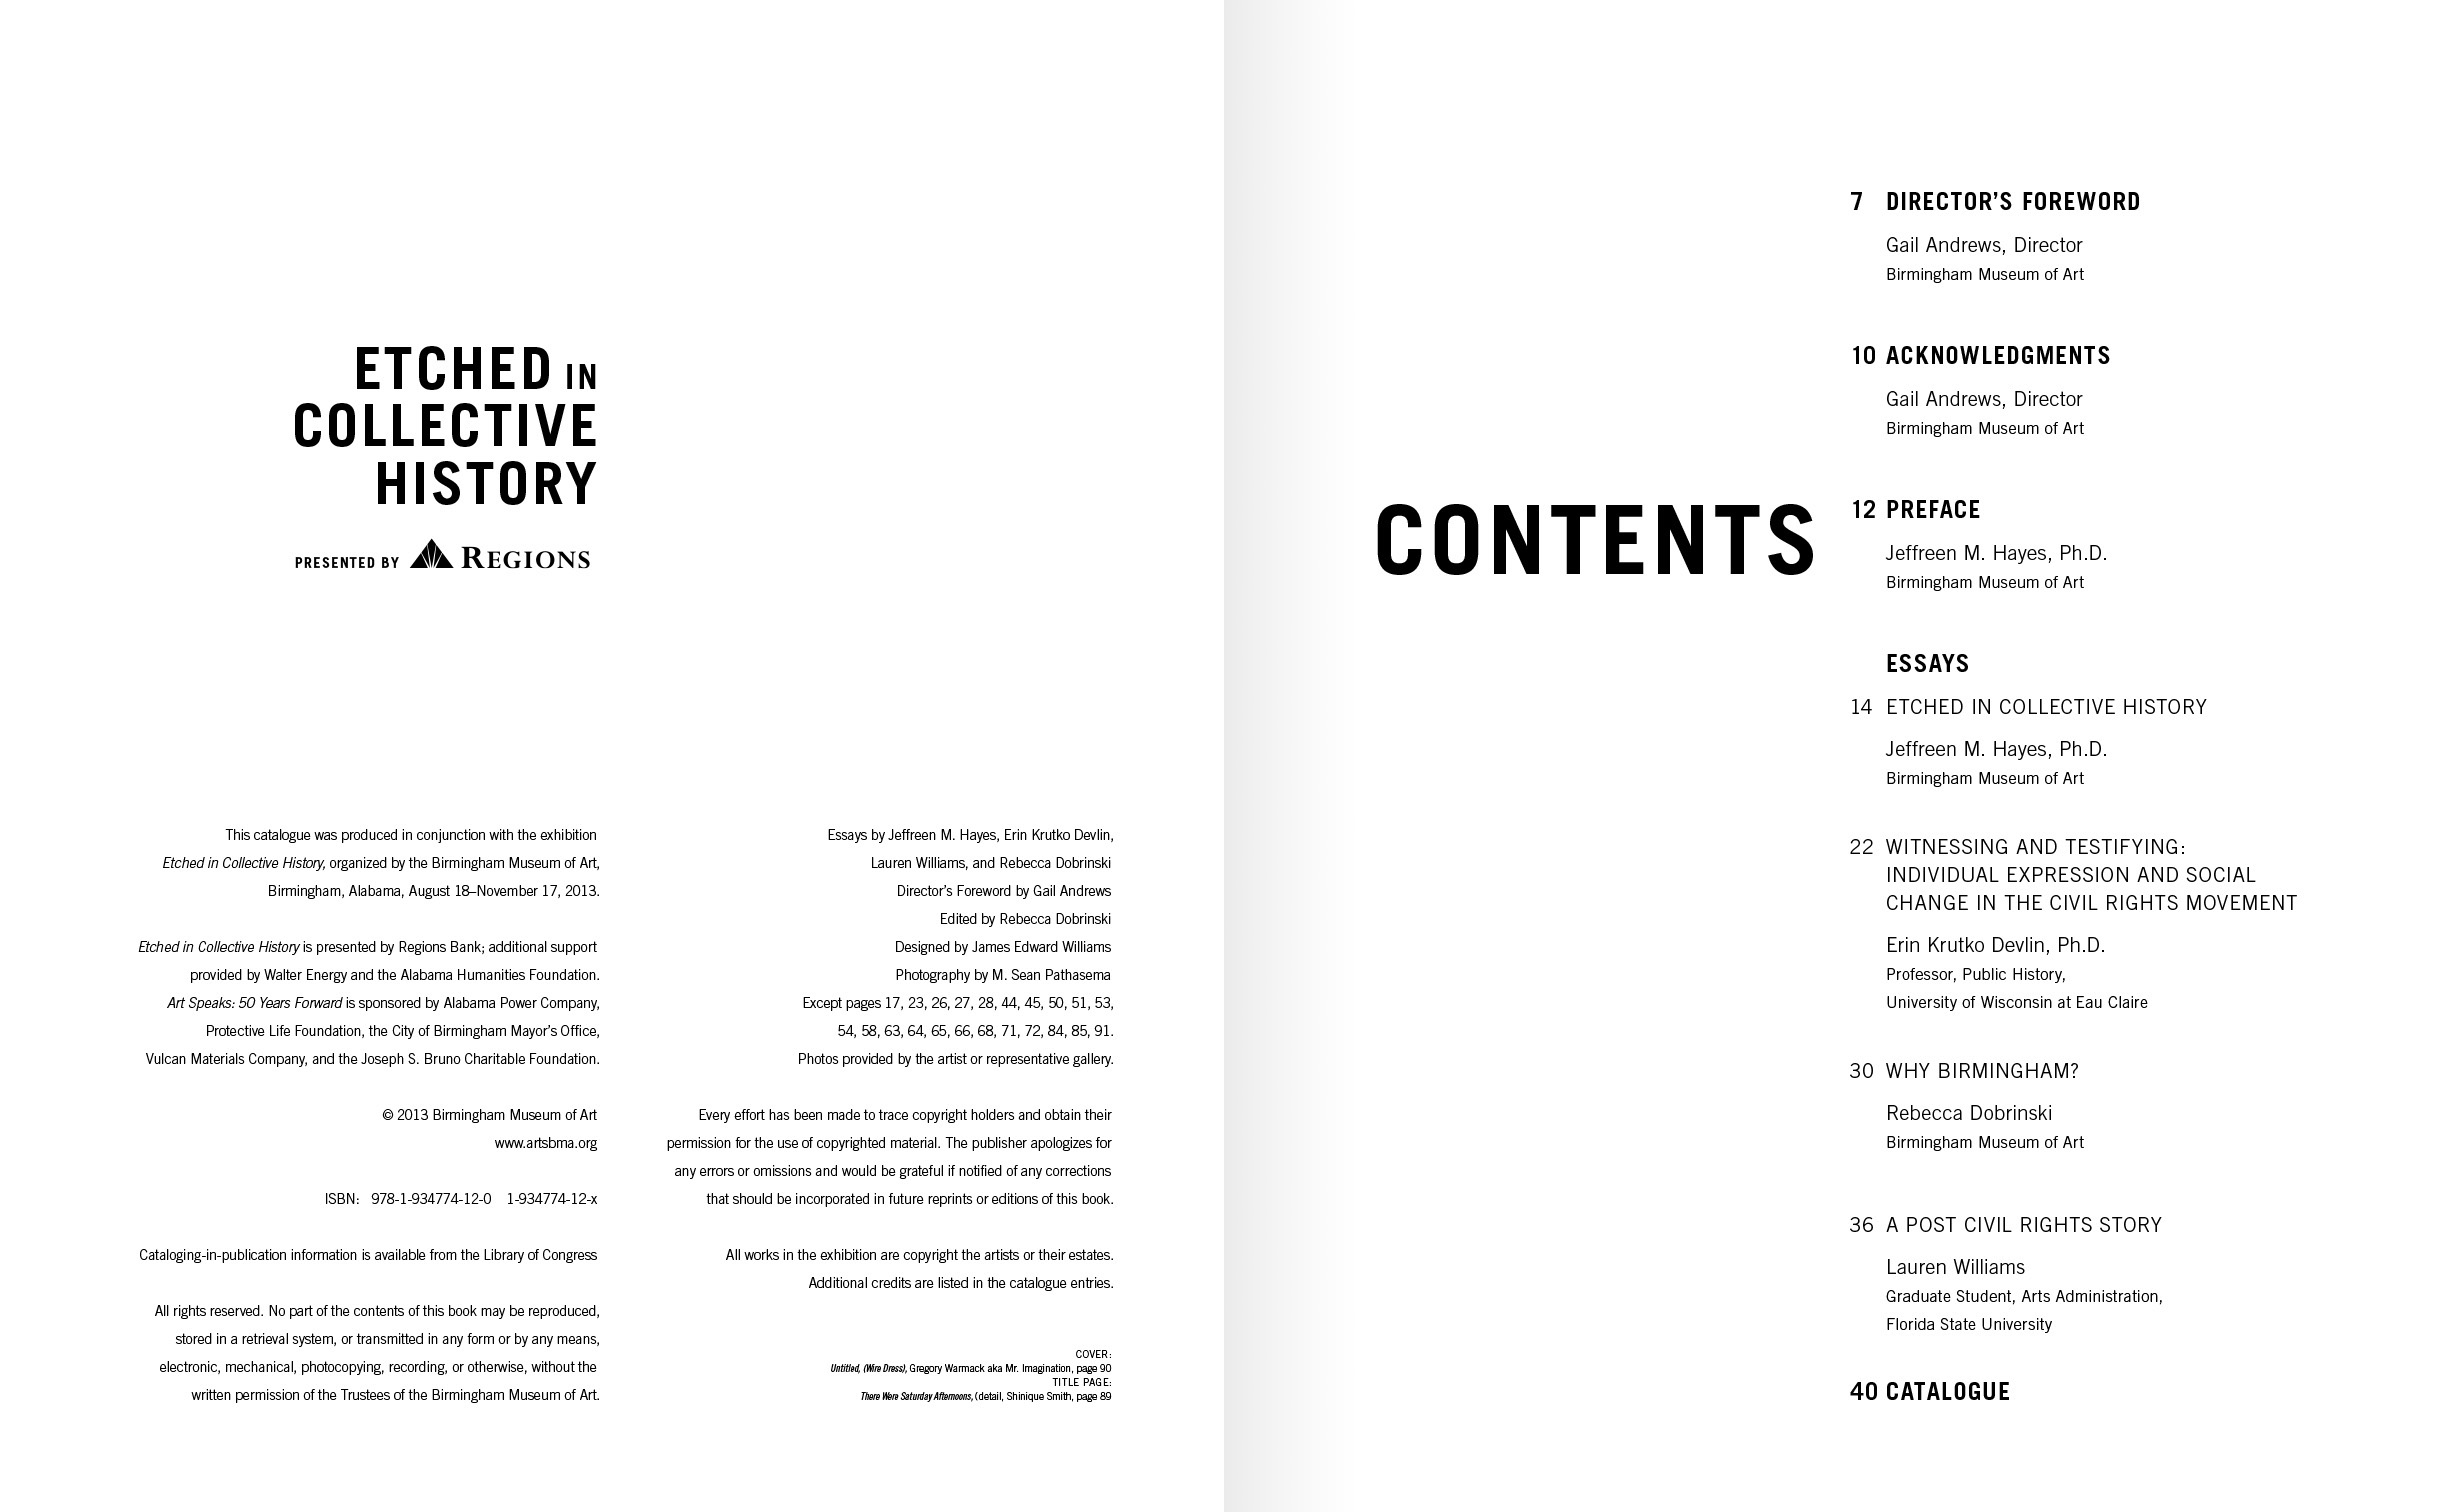 ETCHED IN
COLLECTIVE
HISTORY
PRESENTED BY REGIONS
This catalogue was produced in conjunction with the exhibition
Etched in Collective History, organized by the Birmingham Museum of Art,
Birmingham, Alabama, August 18–November 17, 2013.
Etched in Collective History is presented by Regions Bank; additional support
provided by Walter Energy and the Alabama Humanities Foundation.
Art Speaks: 50 Years Forward is sponsored by Alabama Power Company,
Protective Life Foundation, the City of Birmingham Mayor's Office,
Vulcan Materials Company, and the Joseph S. Bruno Charitable Foundation.
© 2013 Birmingham Museum of Art
www.artsbma.org
ISBN: 978-1-934774-12-0 1-934774-12-x
Cataloging-in-publication information is available from the Library of Congress
All rights reserved. No part of the contents of this book may be reproduced,
stored in a retrieval system, or transmitted in any form or by any means,
electronic, mechanical, photocopying, recording, or otherwise, without the
written permission of the Trustees of the Birmingham Museum of Art.
Essays by Jeffreen M. Hayes, Erin Krutko Devlin,
Lauren Williams, and Rebecca Dobrinski
Director's Foreword by Gail Andrews
Edited by Rebecca Dobrinski
Designed by James Edward Williams
Photography by M. Sean Pathasema
Except pages 17, 23, 26, 27, 28, 44, 45, 50, 51, 53,
54, 58, 63, 64, 65, 66, 68, 71, 72, 84, 85, 91.
Photos provided by the artist or representative gallery.
Every effort has been made to trace copyright holders and obtain their
permission for the use of copyrighted material. The publisher apologizes for
any errors or omissions and would be grateful if notified of any corrections
that should be incorporated in future reprints or editions of this book.
All works in the exhibition are copyright the artists or their estates.
Additional credits are listed in the catalogue entries.
COVER:
Untitled, (Wire Dress), Gregory Warmack aka Mr. Imagination, page 90
TITLE PAGE:
There Were Saturday Afternoons, (detail, Shinique Smith, page 89
CONTENTS
7 DIRECTOR'S FOREWORD
Gail Andrews, Director
Birmingham Museum of Art
10 ACKNOWLEDGMENTS
Gail Andrews, Director
Birmingham Museum of Art
12 PREFACE
Jeffreen M. Hayes, Ph.D.
Birmingham Museum of Art
ESSAYS
14 ETCHED IN COLLECTIVE HISTORY
Jeffreen M. Hayes, Ph.D.
Birmingham Museum of Art
22 WITNESSING AND TESTIFYING:
INDIVIDUAL EXPRESSION AND SOCIAL
CHANGE IN THE CIVIL RIGHTS MOVEMENT
Erin Krutko Devlin, Ph.D.
Professor, Public History,
University of Wisconsin at Eau Claire
30 WHY BIRMINGHAM?
Rebecca Dobrinski
Birmingham Museum of Art
36 A POST CIVIL RIGHTS STORY
Lauren Williams
Graduate Student, Arts Administration,
Florida State University
40 CATALOGUE